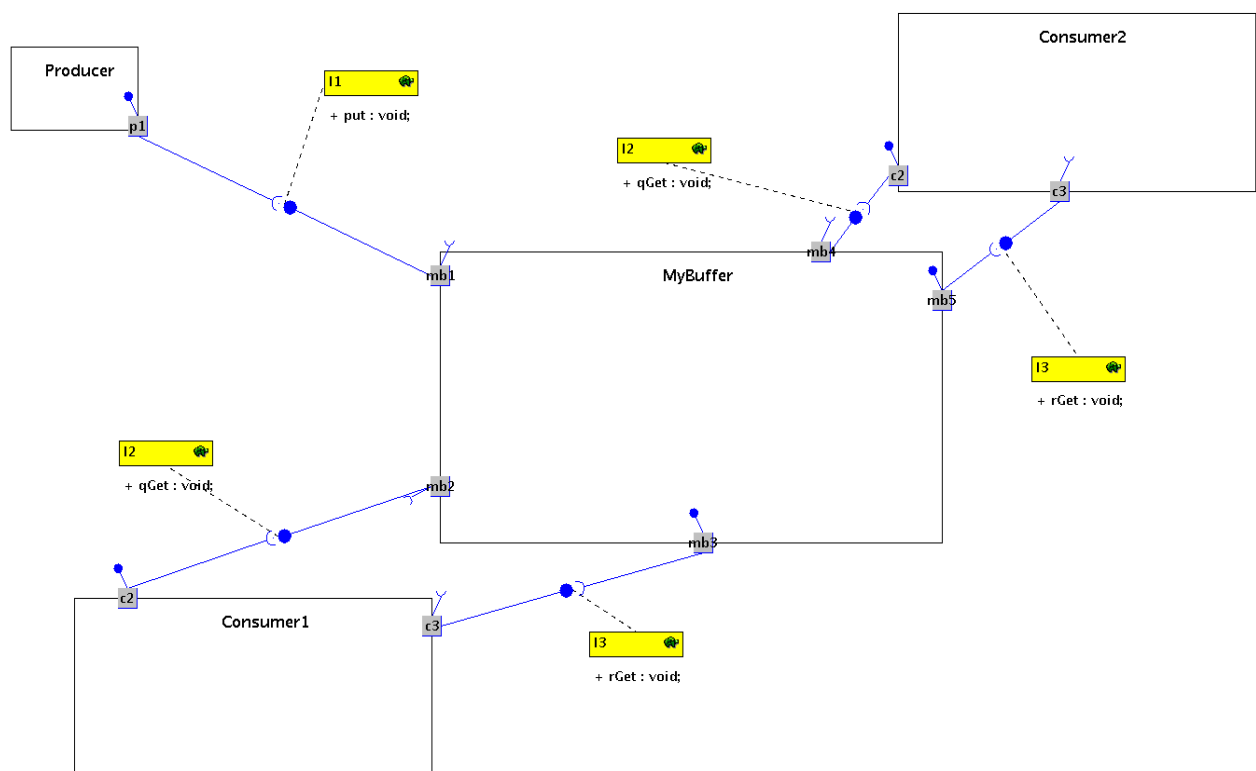 Consumer2
Producer
I1
+ put : void;
p1
I2
+ qGet : void;
c2
c3
mb4
mb1
MyBuffer
mb5
I3
+ rGet : void;
I2
+ qGet : void;
mb2
mb3
c2
Consumer1
c3
I3
+ rGet : void;